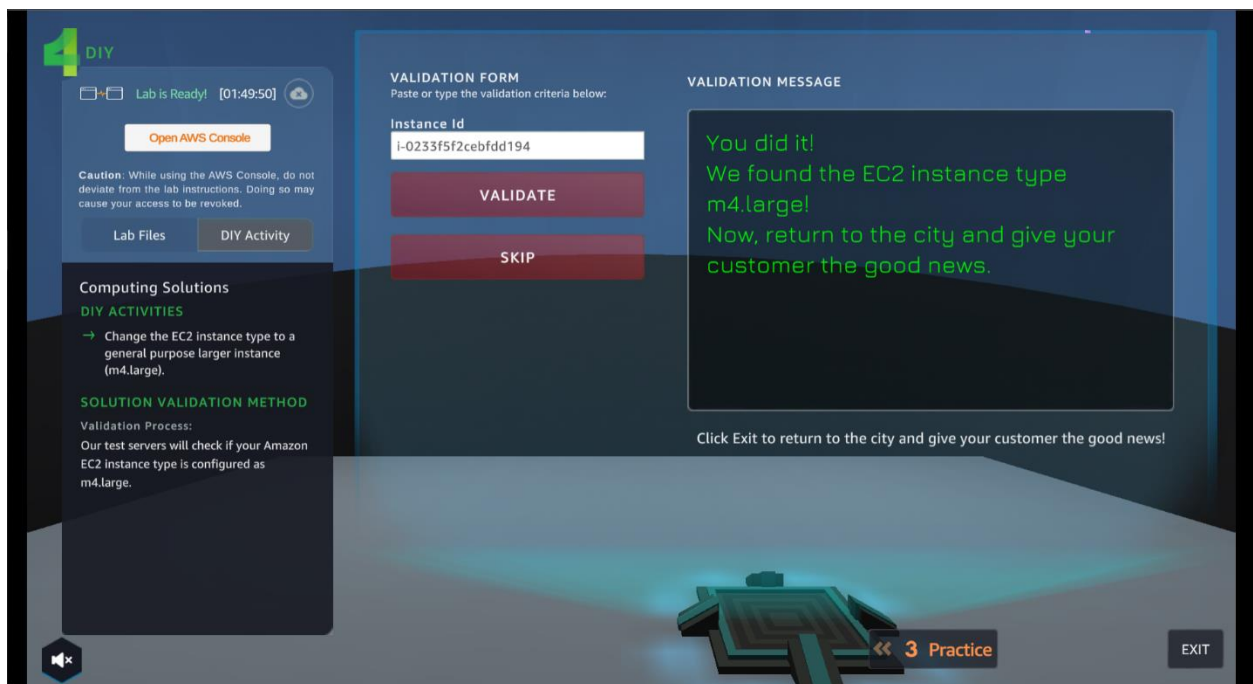 4 DIY
Lab is Ready! [01:49:50]
Open AWS Console
Caution: While using the AWS Console, do not
deviate from the lab instructions. Doing so may
cause your access to be revoked.
Lab Files
DIY Activity
Computing Solutions
DIY ACTIVITIES
→ Change the EC2 instance type to a
general purpose larger instance
(m4.large).
SOLUTION VALIDATION METHOD
Validation Process:
Our test servers will check if your Amazon
EC2 instance type is configured as
m4.large.
VALIDATION FORM
Paste or type the validation criteria below:
Instance Id
i-0233f5f2cebfdd194
VALIDATE
SKIP
VALIDATION MESSAGE
You did it!
We found the EC2 instance type
m4.large!
Now, return to the city and give your
customer the good news.
Click Exit to return to the city and give your customer the good news!
« 3 Practice
EXIT